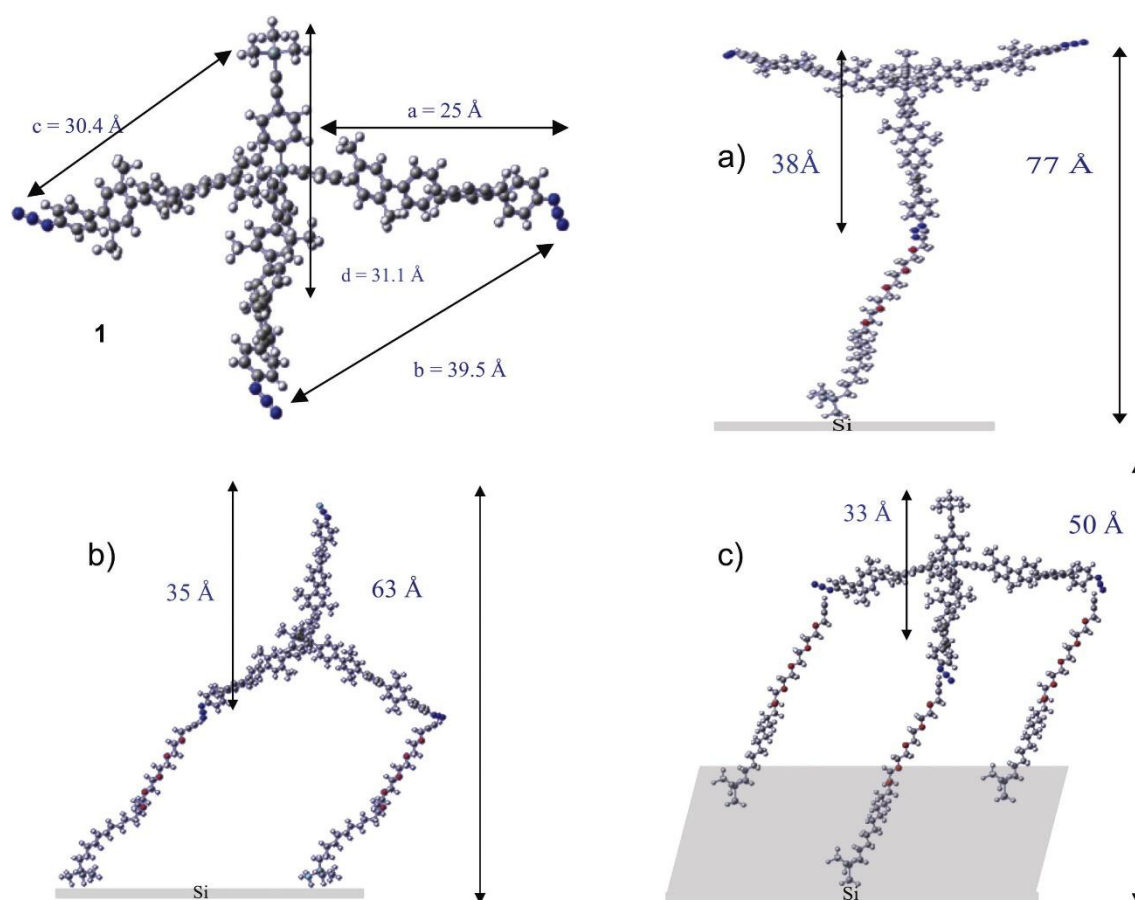 c = 30.4 Å
a = 25 Å
d = 31.1 Å
1
b = 39.5 Å
a)
38Å
77 Å
Si
b)
35 Å
63 Å
Si
c)
33 Å
50 Å
Si